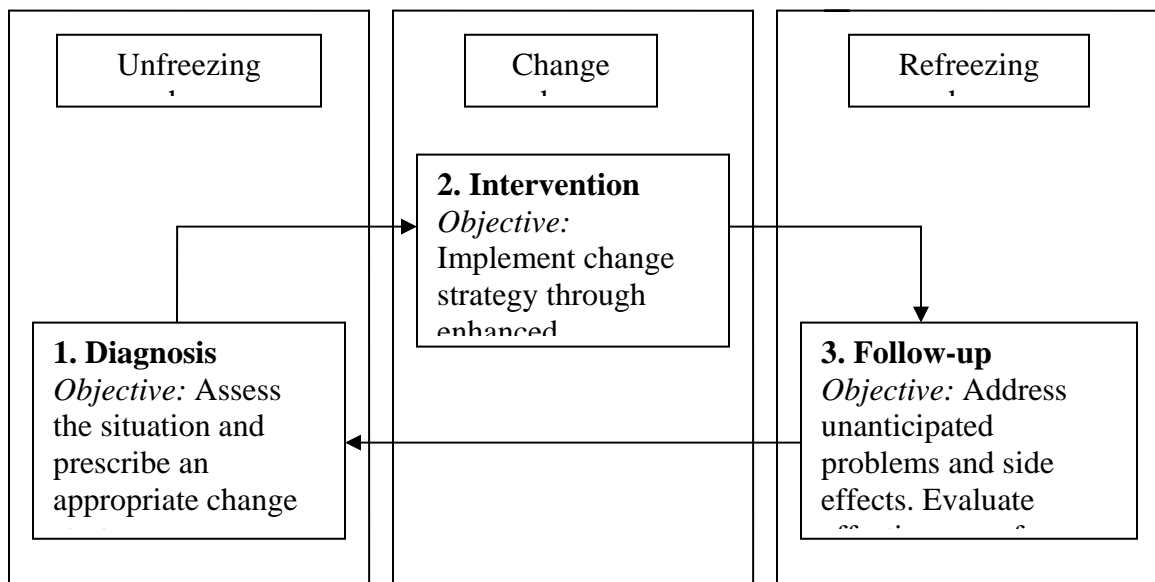 Unfreezing
Change
Refreezing
2. Intervention
Objective:
Implement change
strategy through
enhanced
1. Diagnosis
Objective: Assess
the situation and
prescribe an
appropriate change
3. Follow-up
Objective: Address
unanticipated
problems and side
effects. Evaluate